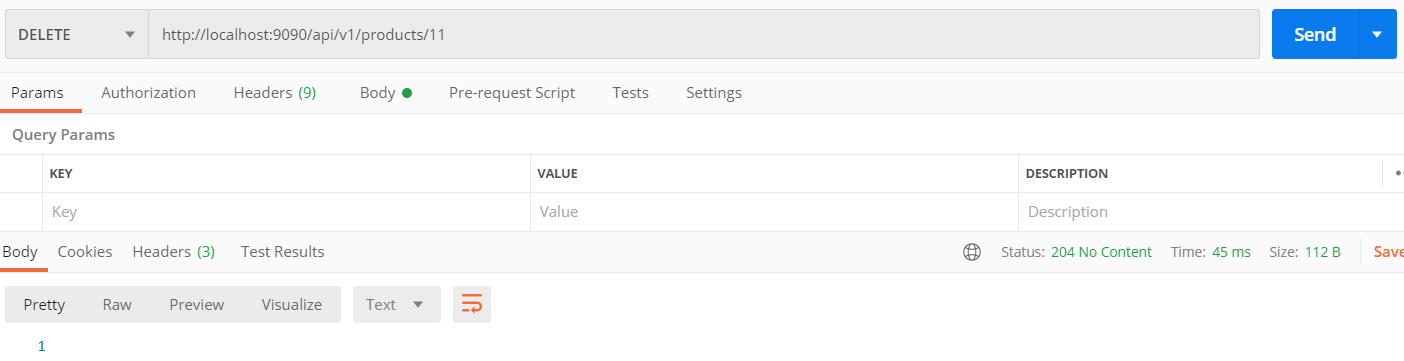 DELETE http://localhost:9090/api/v1/products/11 Send
Params Authorization Headers (9) Body Pre-request Script Tests Settings
Query Params
KEY VALUE DESCRIPTION
Key Value Description
Body Cookies Headers (3) Test Results Status: 204 No Content Time: 45 ms Size: 112 B Save
Pretty Raw Preview Visualize Text
1